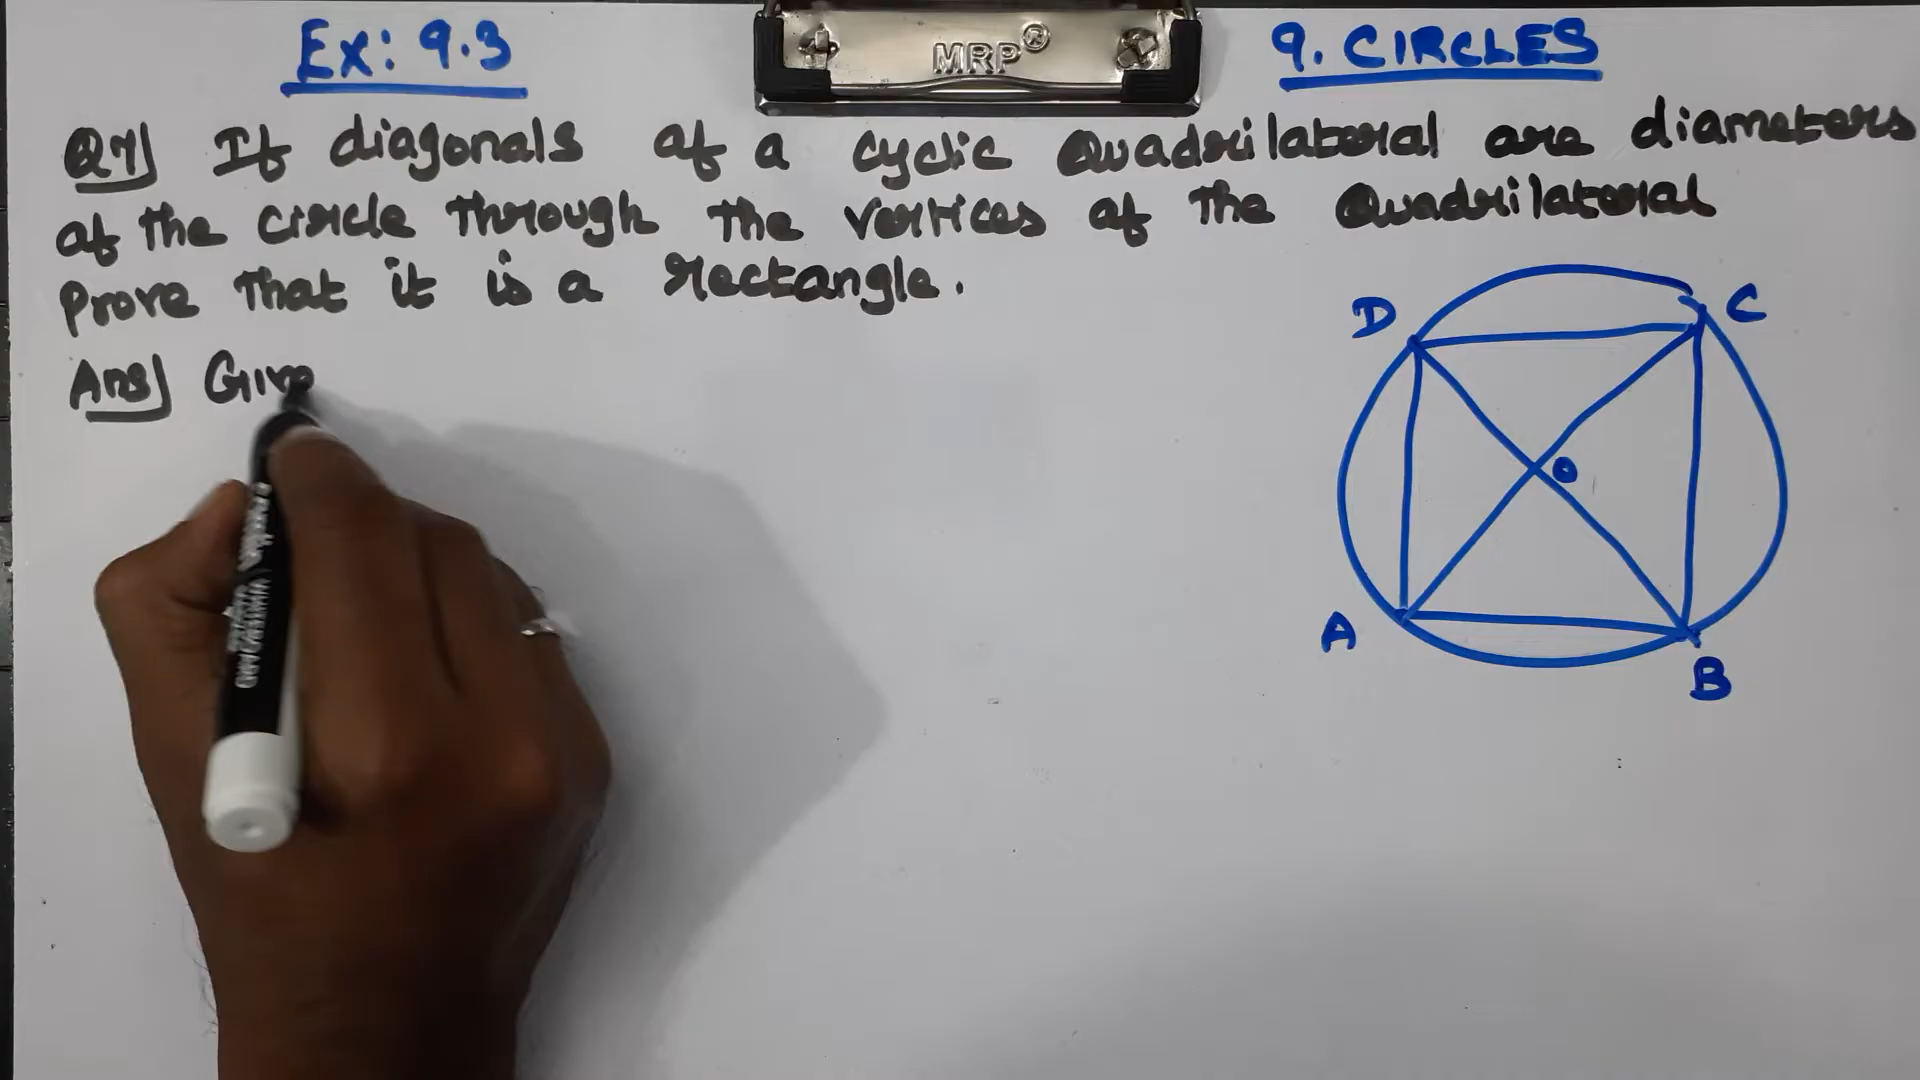 Ex: 9.3
MRP®
9. CIRCLES
Q7) If diagonals of a cyclic Quadrilateral are diameters
of the circle through the vertices of the Quadrilateral
Prove that it is a rectangle.
Ans) Give
D
C
O
A
B